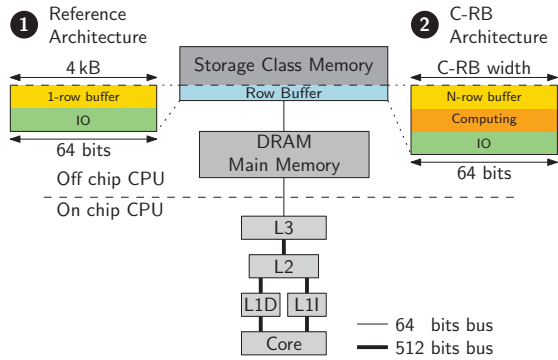 1 Reference
Architecture
2 C-RB
Architecture
4 kB
Storage Class Memory
C-RB width
1-row buffer
Row Buffer
N-row buffer
Computing
IO
IO
64 bits
DRAM
Main Memory
64 bits
Off chip CPU
On chip CPU
L3
L2
L1D
L1I
Core
64 bits bus
512 bits bus